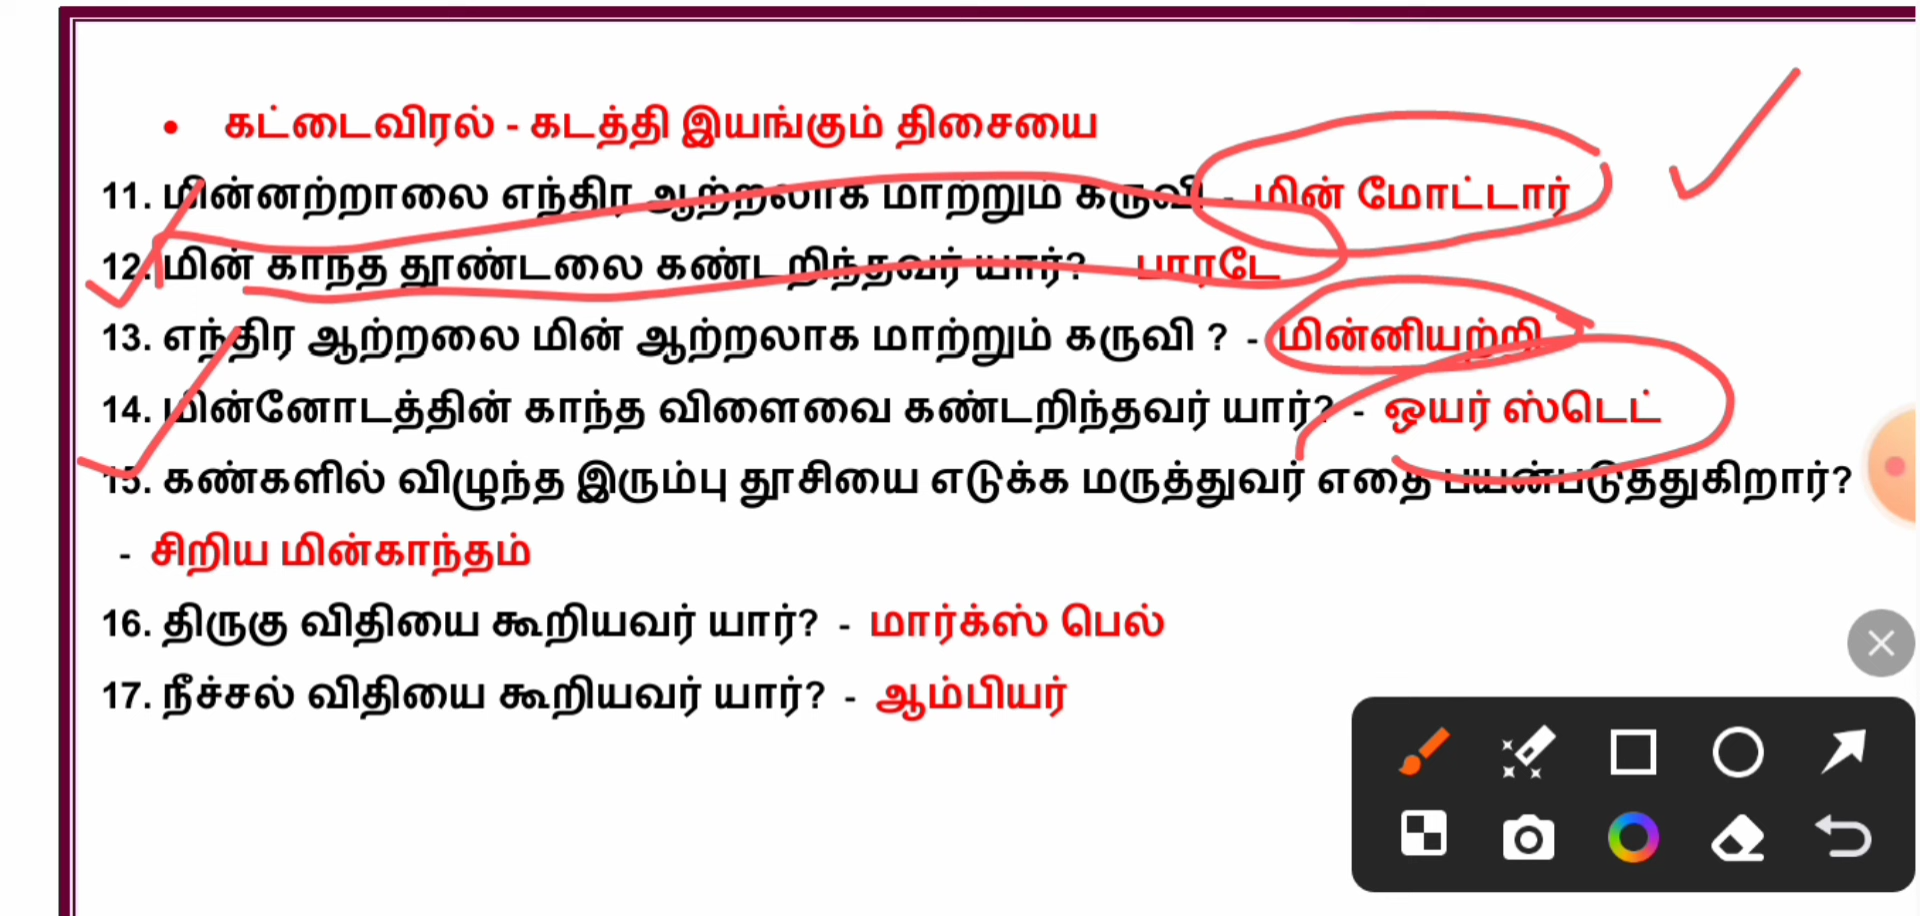 • கட்டைவிரல் - கடத்தி இயங்கும் திசையை
11. மின்னற்றாலை எந்திர ஆற்றலாக மாற்றும் கருவி - மின் மோட்டார்
12. மின் காந்த தூண்டலை கண்டறிந்தவர் யார்? பாரடே
13. எந்திர ஆற்றலை மின் ஆற்றலாக மாற்றும் கருவி ? - மின்னியற்றி
14. மின்னோடத்தின் காந்த விளைவை கண்டறிந்தவர் யார்? - ஒயர் ஸ்டெட்
15. கண்களில் விழுந்த இரும்பு தூசியை எடுக்க மருத்துவர் எதை பயன்படுத்துகிறார்?
- சிறிய மின்காந்தம்
16. திருகு விதியை கூறியவர் யார்? - மார்க்ஸ் பெல்
17. நீச்சல் விதியை கூறியவர் யார்? - ஆம்பியர்